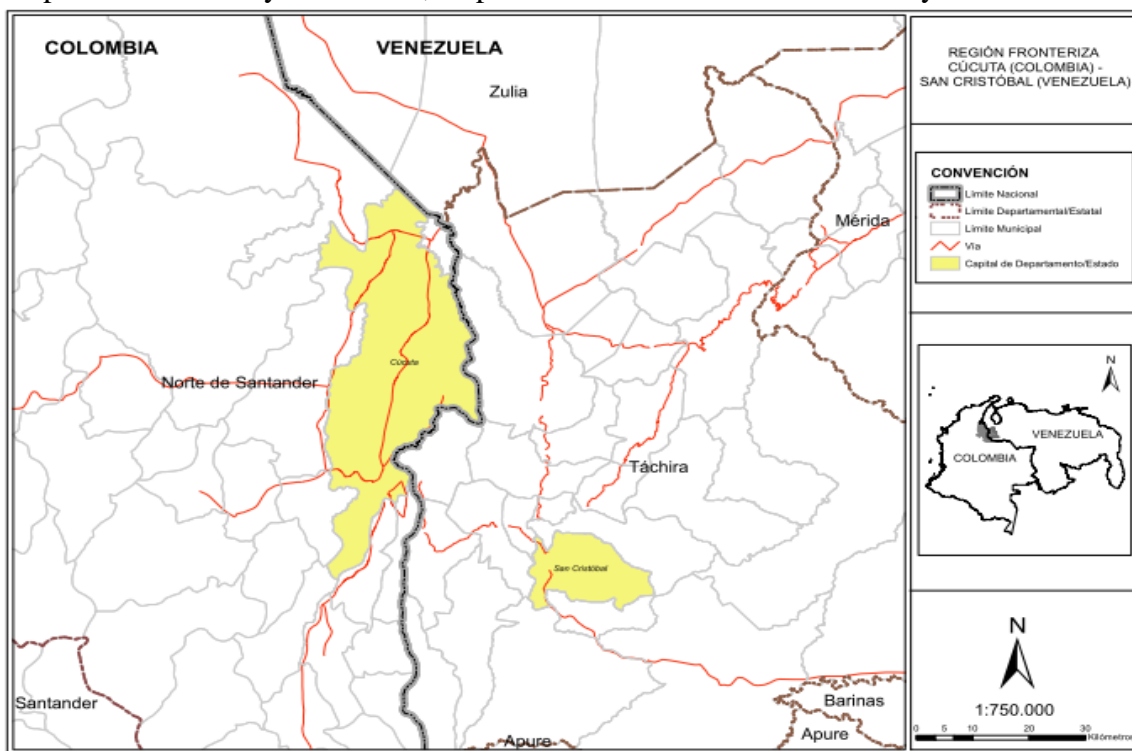 COLOMBIA
VENEZUELA
Zulia
Mérida
Cúcuta
Norte de Santander
Táchira
San Cristóbal
Santander
Barinas
Apure
Apure
REGIÓN FRONTERIZA
CÚCUTA (COLOMBIA) -
SAN CRISTÓBAL (VENEZUELA)
CONVENCIÓN
Límite Nacional
Límite Departamental/Estatal
Límite Municipal
Vía
Capital de Departamento/Estado
N
VENEZUELA
COLOMBIA
N
1:750.000
0 5 10 20 30
Kilómetros